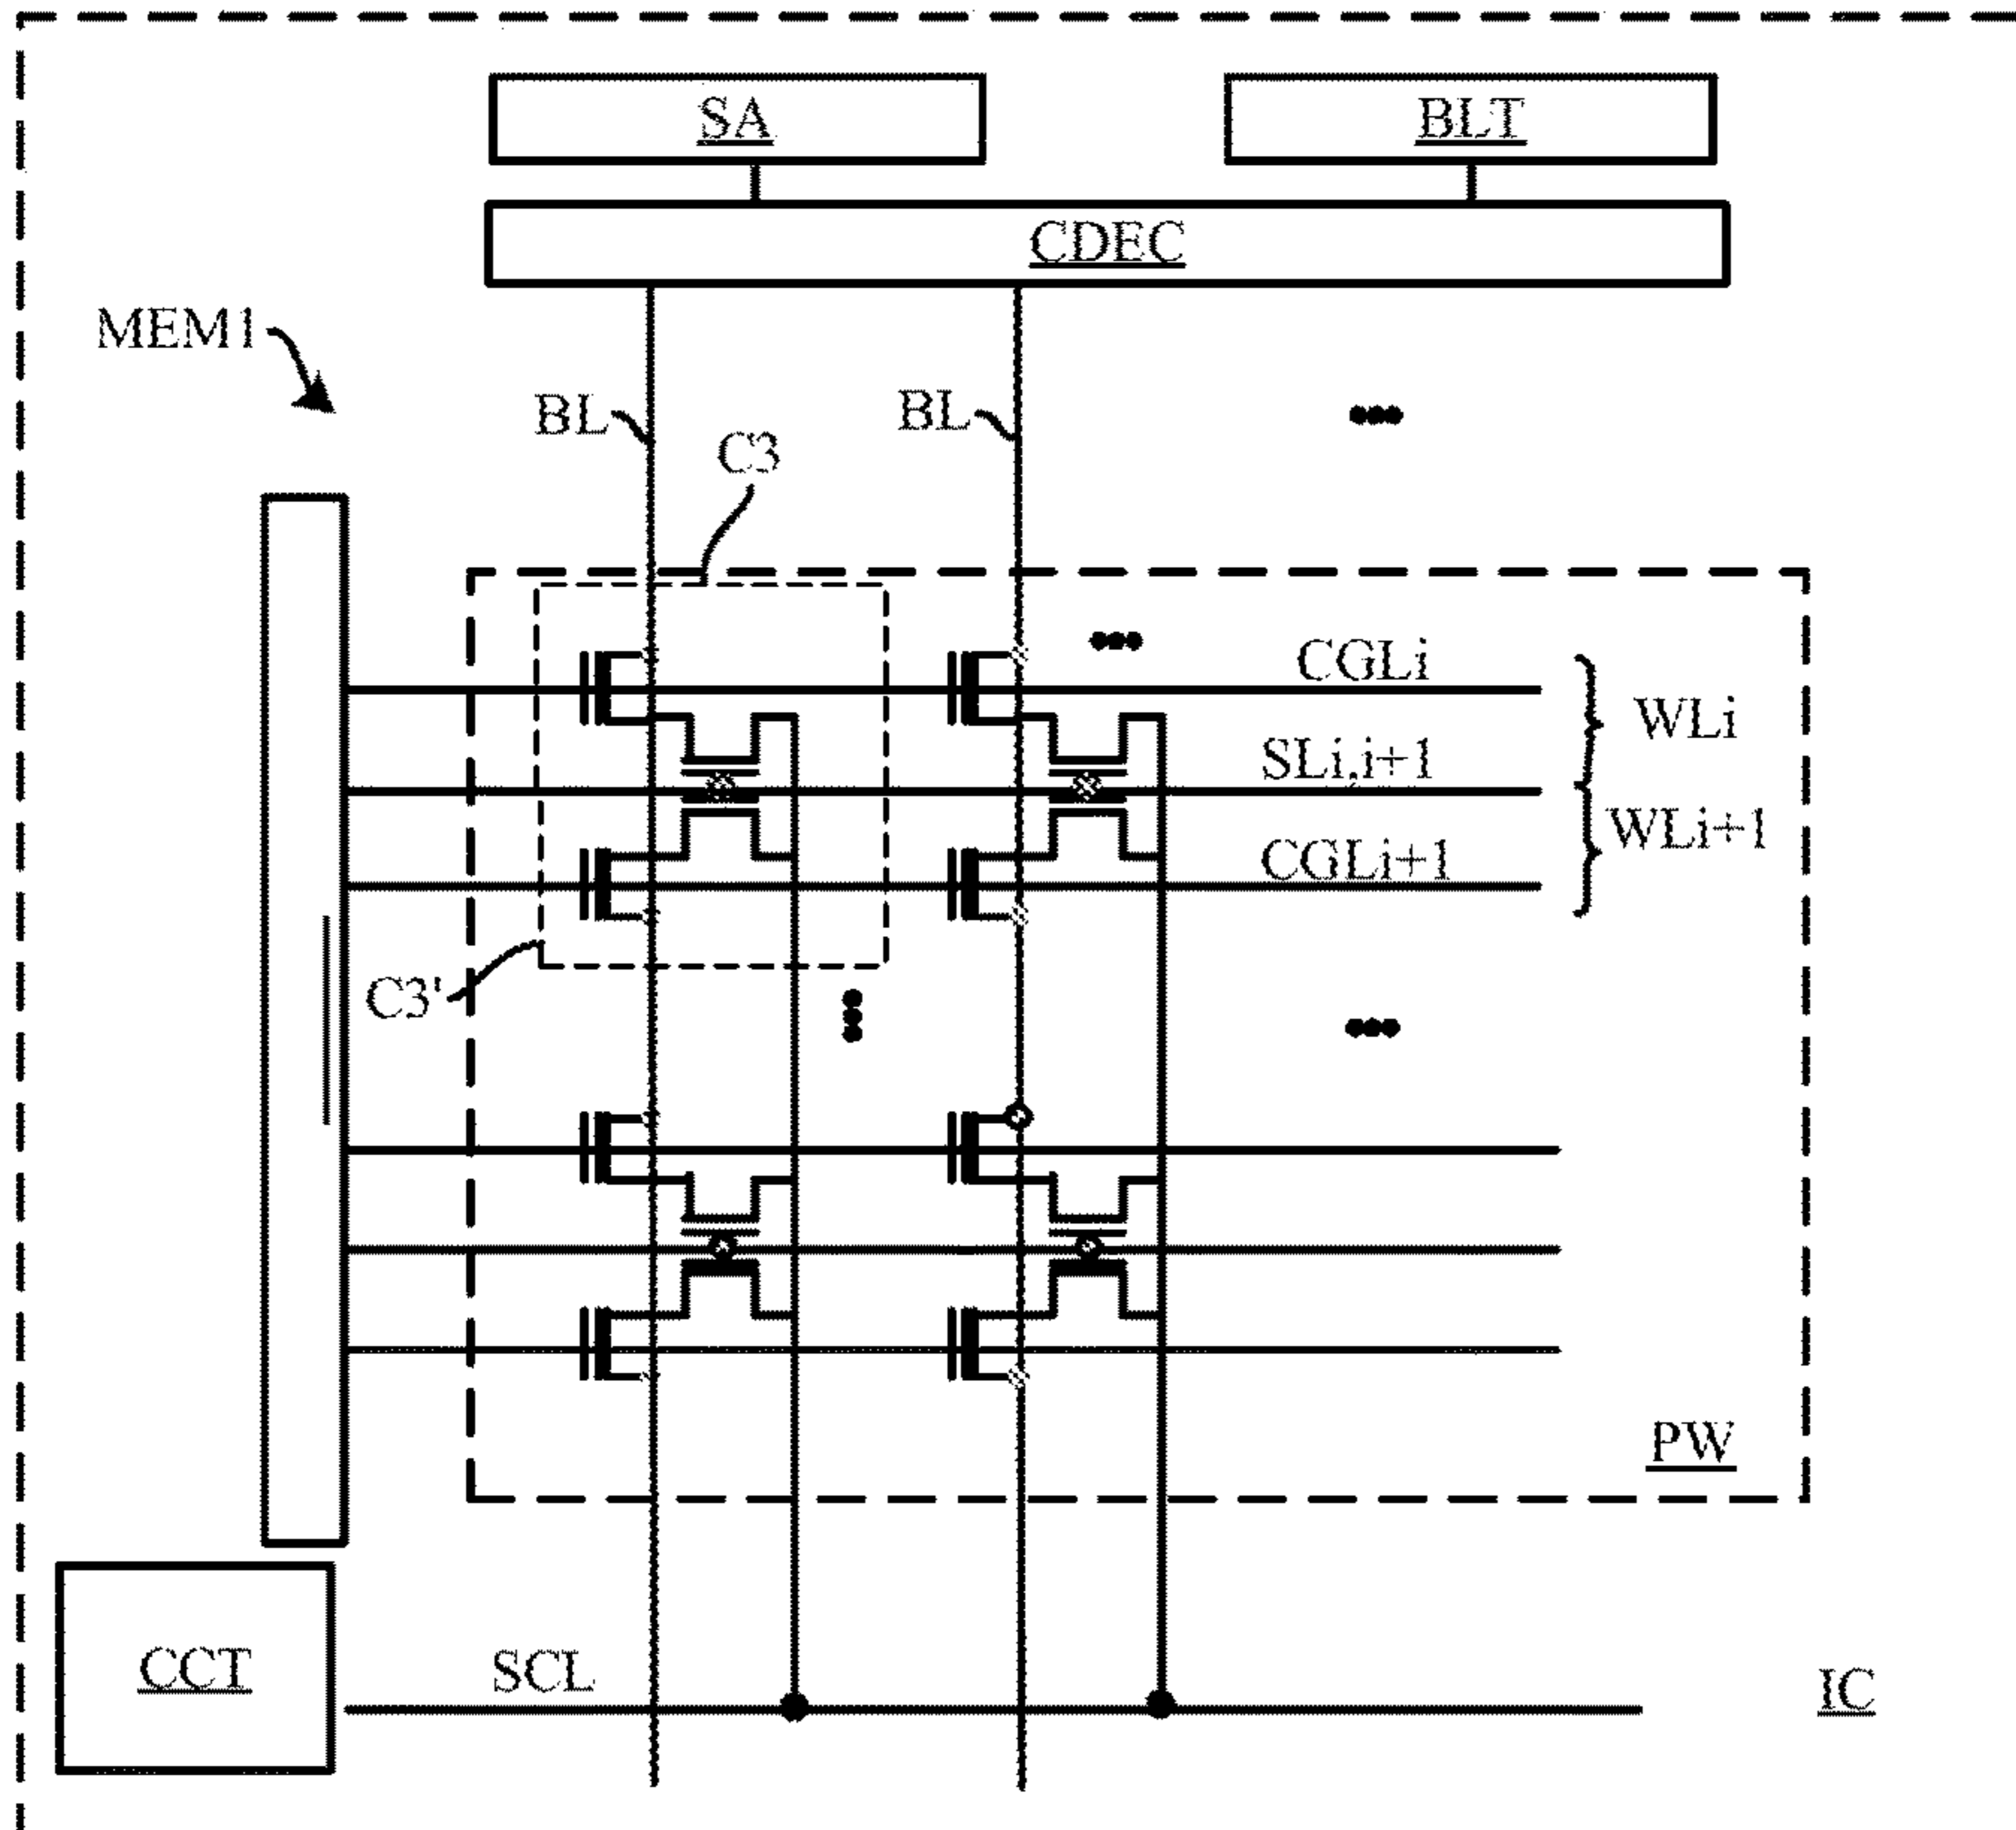 SA
BLT
CDEC
MEM1
BL
BL
C3
CGLi
WLi
SLi,i+1
WLi+1
CGLi+1
C3'
PW
CCT
SCL
IC